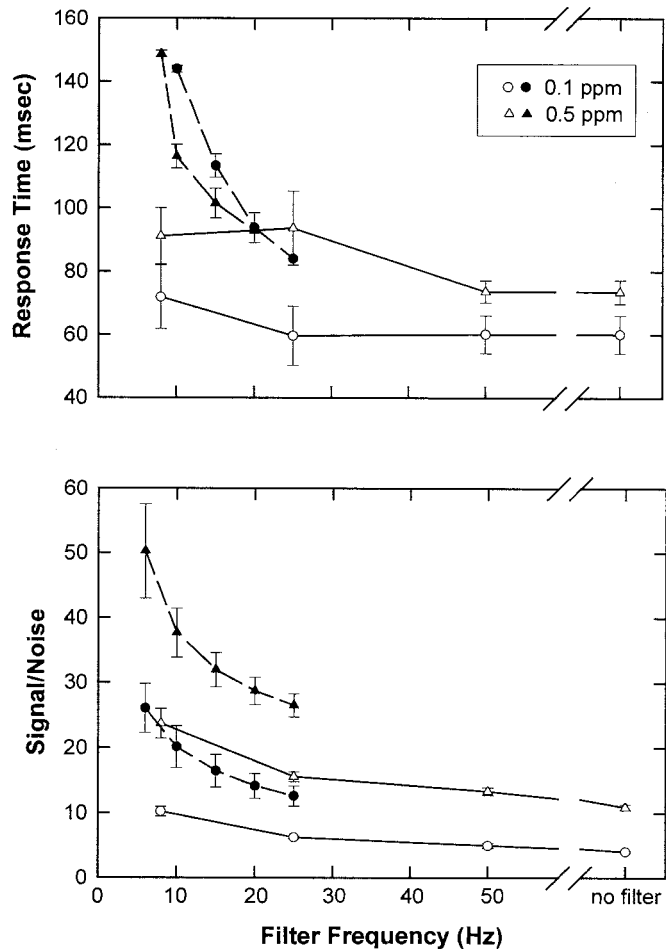 160
140
120
100
80
60
40
Response Time (msec)
0.1 ppm
0.5 ppm
60
50
40
30
20
10
0
Signal/Noise
0 10 20 30 40 50 no filter
Filter Frequency (Hz)